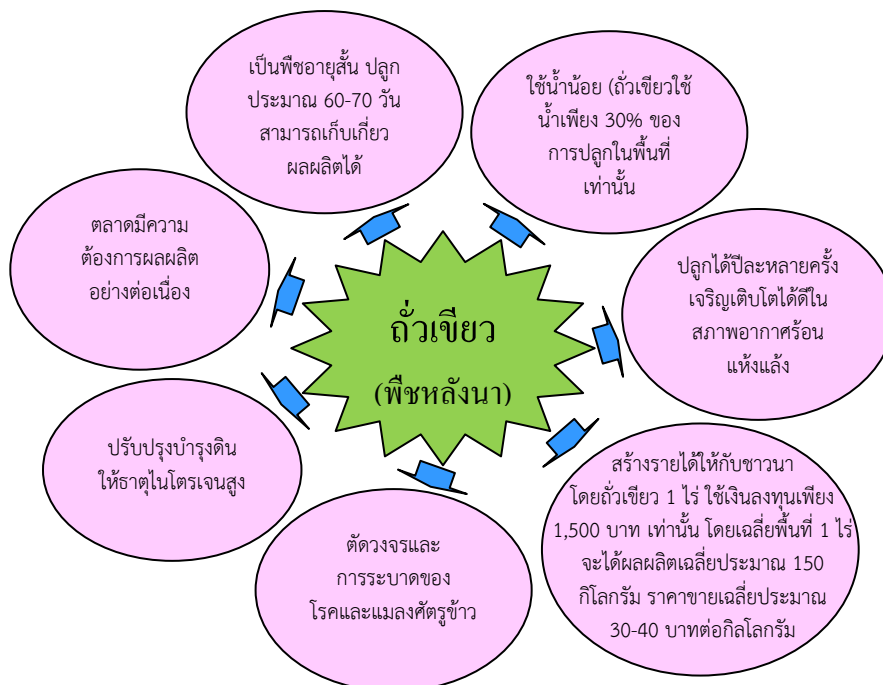 เป็นพืชอายุสั้น ปลูก
ประมาณ 60-70 วัน
สามารถเก็บเกี่ยว
ผลผลิตได้
ใช้น้ำน้อย (ถั่วเขียวใช้
น้ำเพียง 30% ของ
การปลูกในพื้นที่
เท่านั้น
ตลาดมีความ
ต้องการผลผลิต
อย่างต่อเนื่อง
ปลูกได้ปีละหลายครั้ง
เจริญเติบโตได้ดีใน
สภาพอากาศร้อน
แห้งแล้ง
ถั่วเขียว
(พืชหลังนา)
ปรับปรุงบำรุงดิน
ให้ธาตุไนโตรเจนสูง
สร้างรายได้ให้กับชาวนา
โดยถั่วเขียว 1 ไร่ ใช้เงินลงทุนเพียง
1,500 บาท เท่านั้น โดยเฉลี่ยพื้นที่ 1 ไร่
จะได้ผลผลิตเฉลี่ยประมาณ 150
กิโลกรัม ราคาขายเฉลี่ยประมาณ
30-40 บาทต่อกิลโลกรัม
ตัดวงจรและ
การระบาดของ
โรคและแมลงศัตรูข้าว